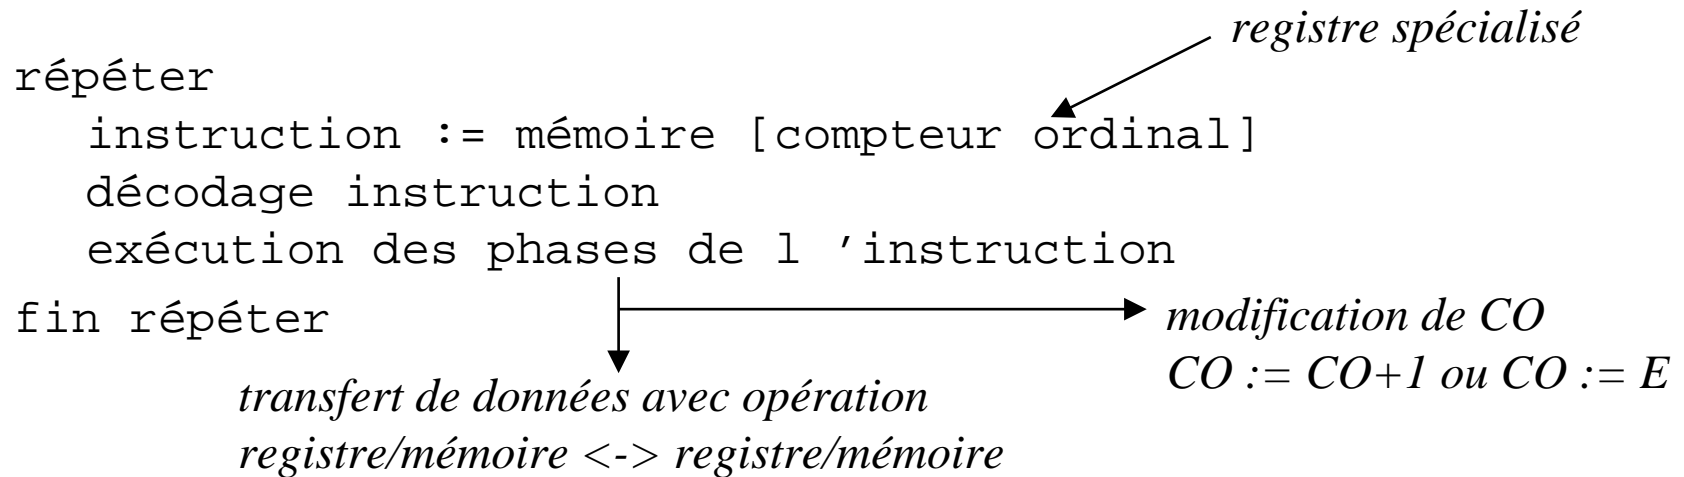 registre spécialisé
répéter
instruction := mémoire [compteur ordinal]
décodage instruction
exécution des phases de l ’instruction
fin répéter
modification de CO
CO := CO+1 ou CO := E
transfert de données avec opération
registre/mémoire <-> registre/mémoire